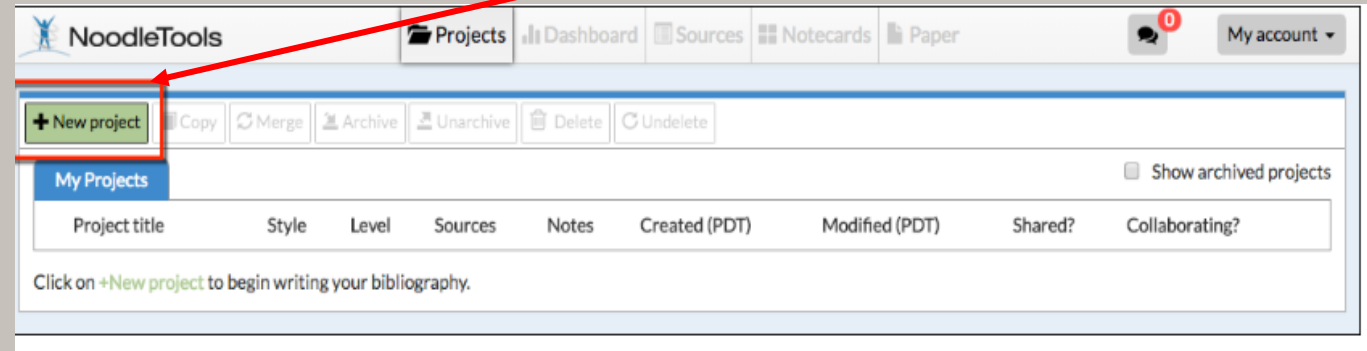 NoodleTools Projects Dashboard Sources Notecards Paper 0 My account
+ New project Copy Merge Archive Unarchive Delete Undelete
My Projects Show archived projects
Project title Style Level Sources Notes Created (PDT) Modified (PDT) Shared? Collaborating?
Click on +New project to begin writing your bibliography.